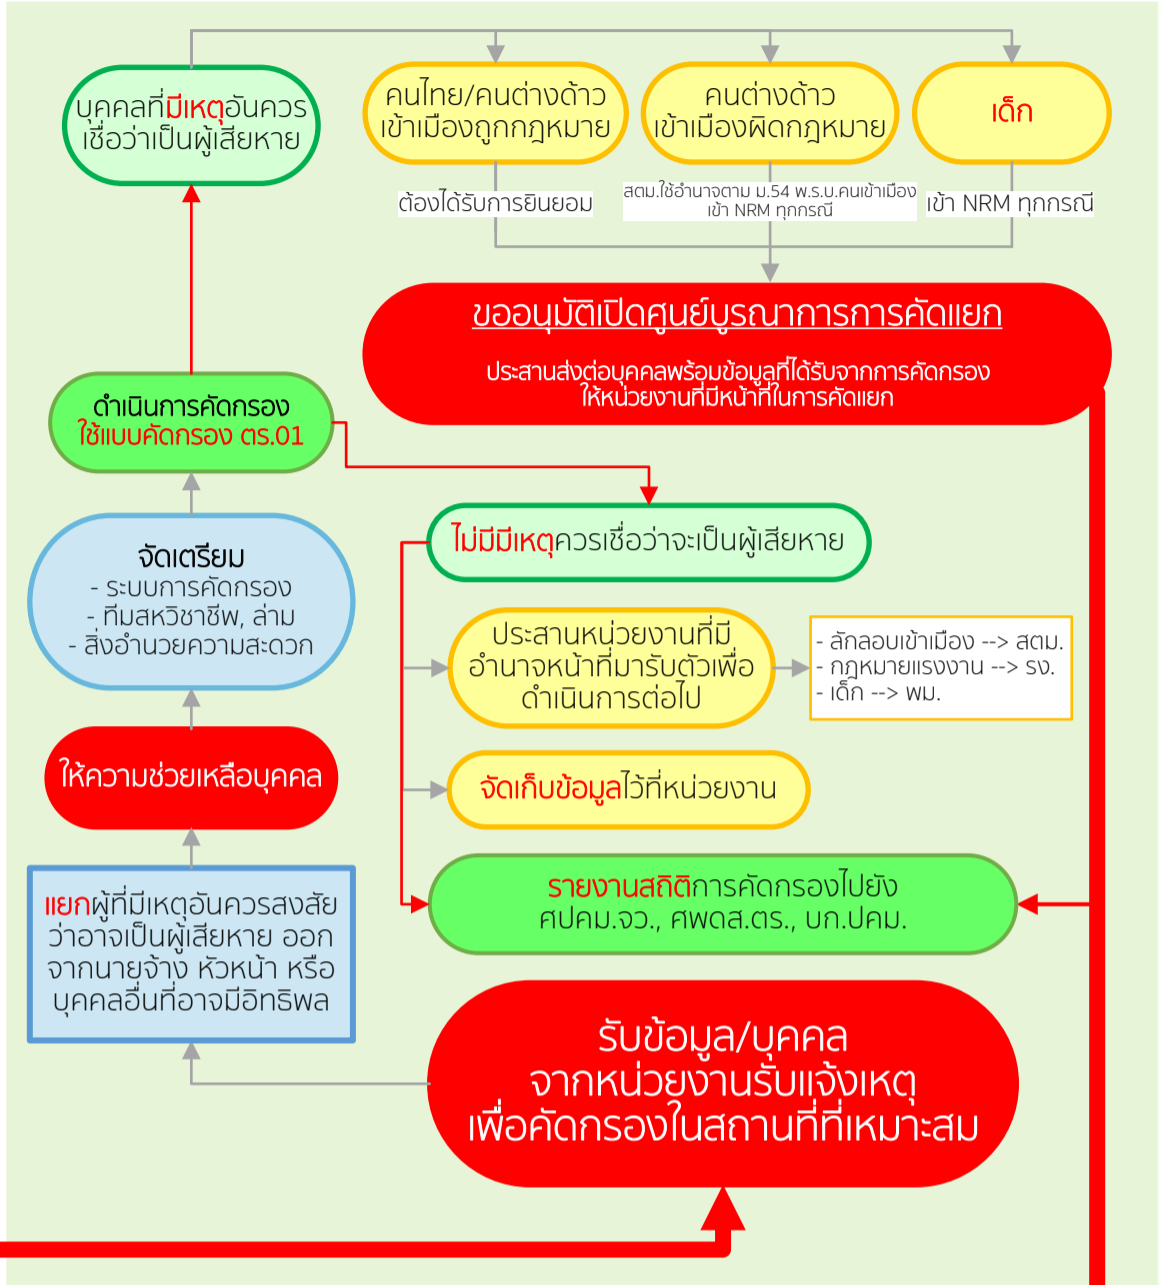 บุคคลที่มีเหตุอันควร
เชื่อว่าเป็นผู้เสียหาย
คนไทย/คนต่างด้าว
เข้าเมืองถูกกฎหมาย
คนต่างด้าว
เข้าเมืองผิดกฎหมาย
เด็ก
ต้องได้รับการยินยอม
สตม.ใช้อำนาจตาม ม.54 พ.ร.บ.คนเข้าเมือง
เข้า NRM ทุกกรณี
เข้า NRM ทุกกรณี
ขออนุมัติเปิดศูนย์บูรณาการการคัดแยก
ประสานส่งต่อบุคคลพร้อมข้อมูลที่ได้รับจากการคัดกรอง
ให้หน่วยงานที่มีหน้าที่ในการคัดแยก
ดำเนินการคัดกรอง
ใช้แบบคัดกรอง ตร.01
ไม่มีมีเหตุควรเชื่อว่าจะเป็นผู้เสียหาย
จัดเตรียม
- ระบบการคัดกรอง
- ทีมสหวิชาชีพ, ล่าม
- สิ่งอำนวยความสะดวก
ประสานหน่วยงานที่มี
อำนาจหน้าที่มารับตัวเพื่อ
ดำเนินการต่อไป
- ลักลอบเข้าเมือง --> สตม.
- กฎหมายแรงงาน --> รง.
- เด็ก --> พม.
ให้ความช่วยเหลือบุคคล
จัดเก็บข้อมูลไว้ที่หน่วยงาน
รายงานสถิติการคัดกรองไปยัง
ศปคม.จว., ศพดส.ตร., บก.ปคม.
แยกผู้ที่มีเหตุอันควรสงสัย
ว่าอาจเป็นผู้เสียหาย ออก
จากนายจ้าง หัวหน้า หรือ
บุคคลอื่นที่อาจมีอิทธิพล
รับข้อมูล/บุคคล
จากหน่วยงานรับแจ้งเหตุ
เพื่อคัดกรองในสถานที่ที่เหมาะสม